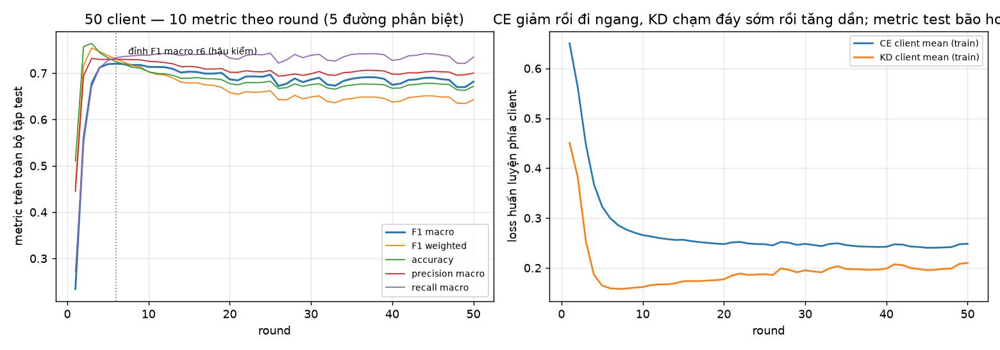 50 client — 10 metric theo round (5 đường phân biệt)
đỉnh F1 macro r6 (hậu kiểm)
metric trên toàn bộ tập test
0.7
0.6
0.5
0.4
0.3
F1 macro
F1 weighted
accuracy
precision macro
recall macro
0
10
20
30
40
50
round
CE giảm rồi đi ngang, KD chạm đáy sớm rồi tăng dần; metric test bão
CE client mean (train)
KD client mean (train)
loss huấn luyện phía client
0.6
0.5
0.4
0.3
0.2
0
10
20
30
40
50
round